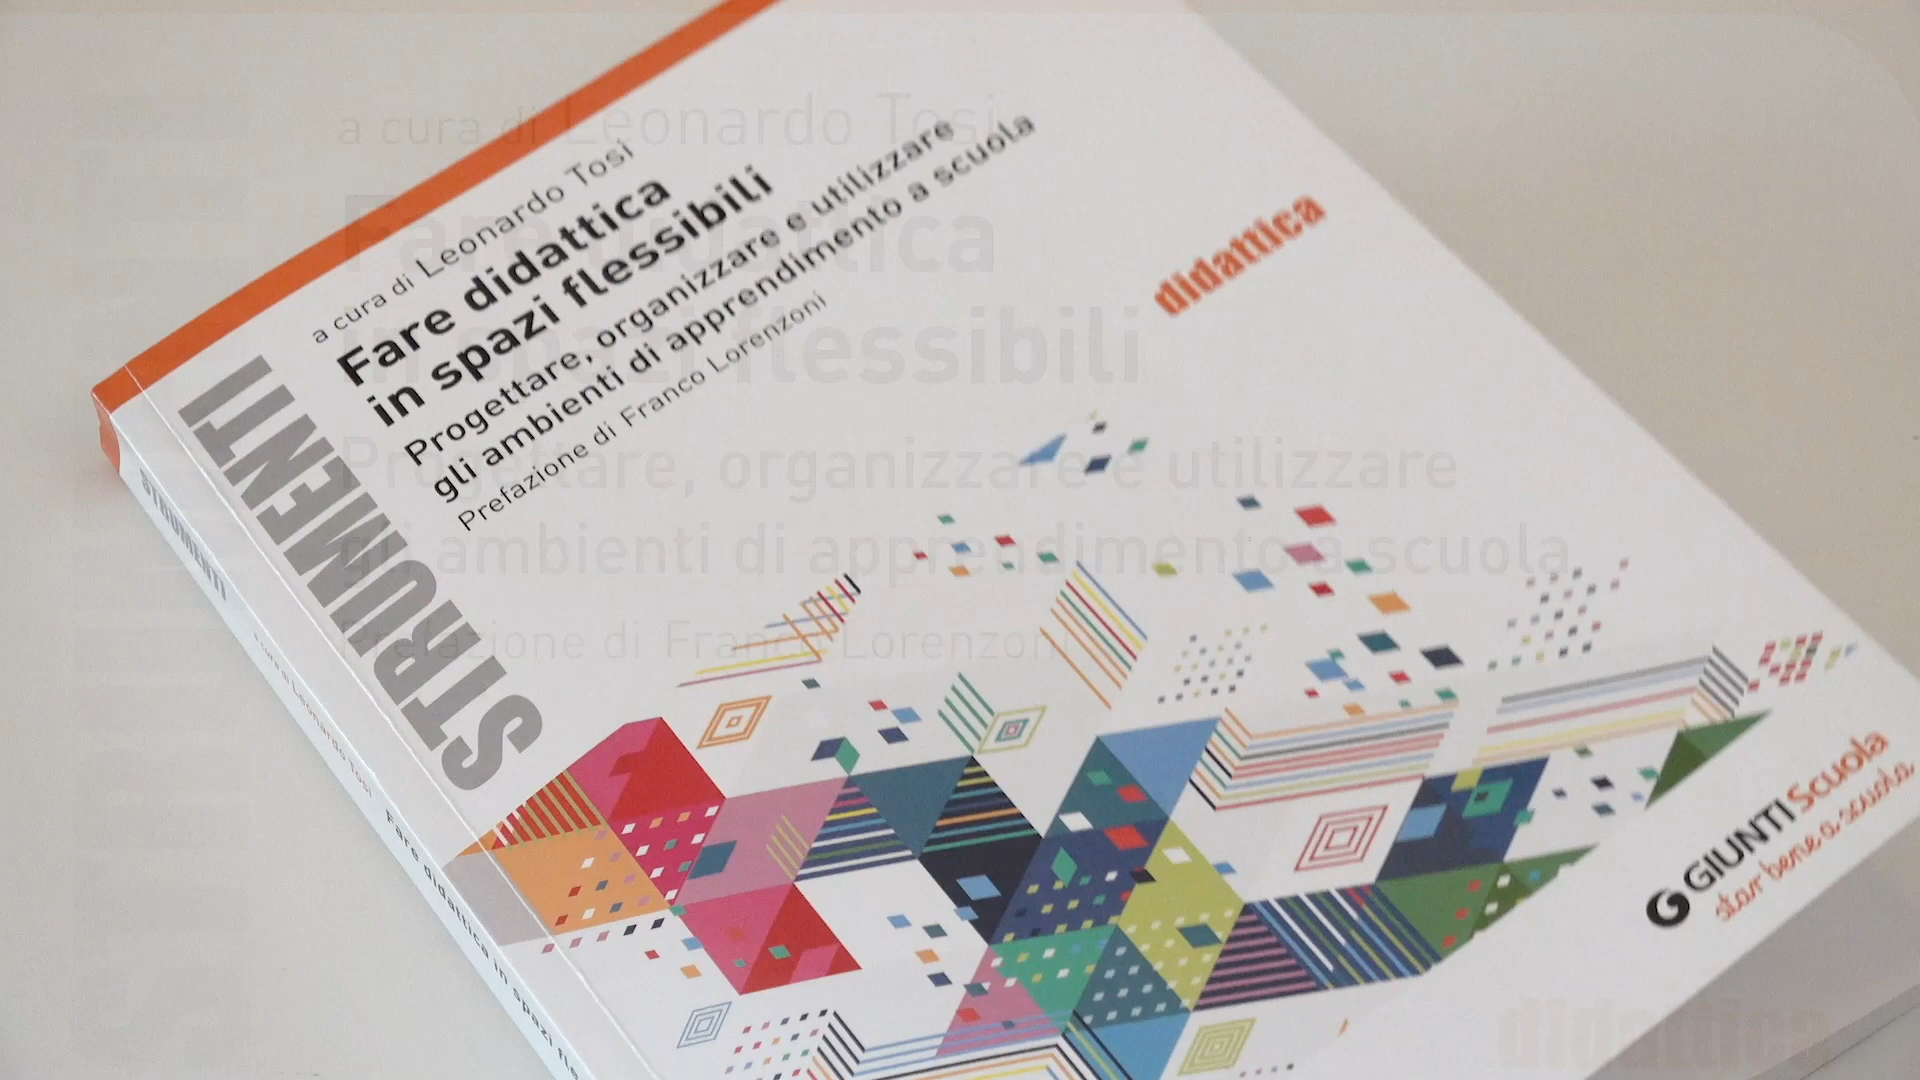 a cura di Leonardo Tosi
Fare didattica
in spazi flessibili
Progettare, organizzare e utilizzare
gli ambienti di apprendimento a scuola
Prefazione di Franco Lorenzoni
didattica
STRUMENTI
GIUNTI Scuola
star bene a scuola
STRUMENTI
a cura di Leonardo Tosi
Fare didattica in spazi fle
a cura di Leonardo Tosi
Fare didattica
in spazi flessibili
Progettare, organizzare e utilizzare
gli ambienti di apprendimento a scuola
Prefazione di Franco Lorenzoni
didattica